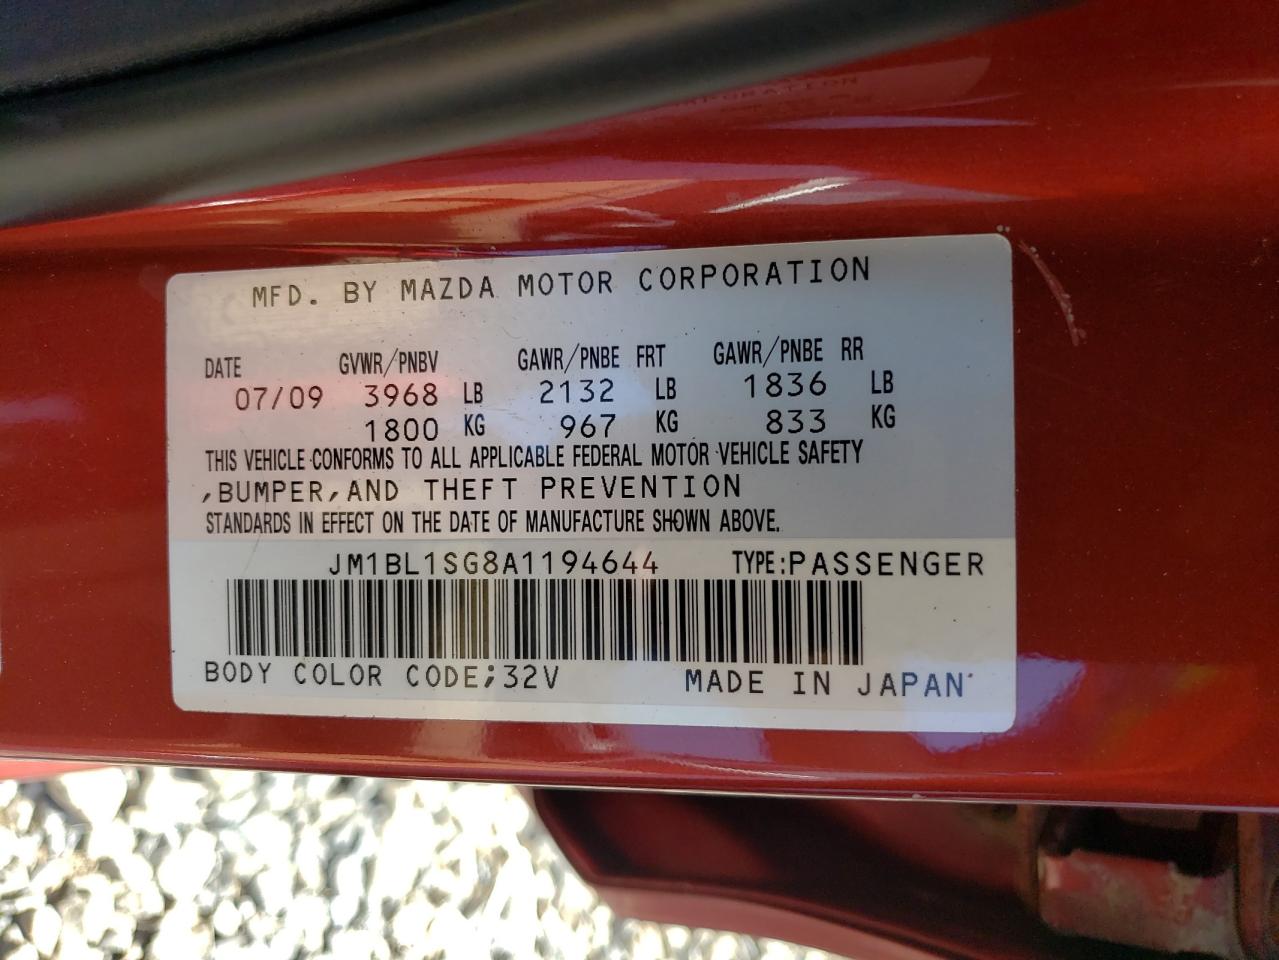 MFD. BY MAZDA MOTOR CORPORATION
DATE GVWR/PNBV GAWR/PNBE FRT GAWR/PNBE RR
07/09 3968 LB 2132 LB 1836 LB
1800 KG 967 KG 833 KG
THIS VEHICLE CONFORMS TO ALL APPLICABLE FEDERAL MOTOR VEHICLE SAFETY
,BUMPER,AND THEFT PREVENTION
STANDARDS IN EFFECT ON THE DATE OF MANUFACTURE SHOWN ABOVE.
JM1BL1SG8A1194644 TYPE:PASSENGER
BODY COLOR CODE;32V MADE IN JAPAN